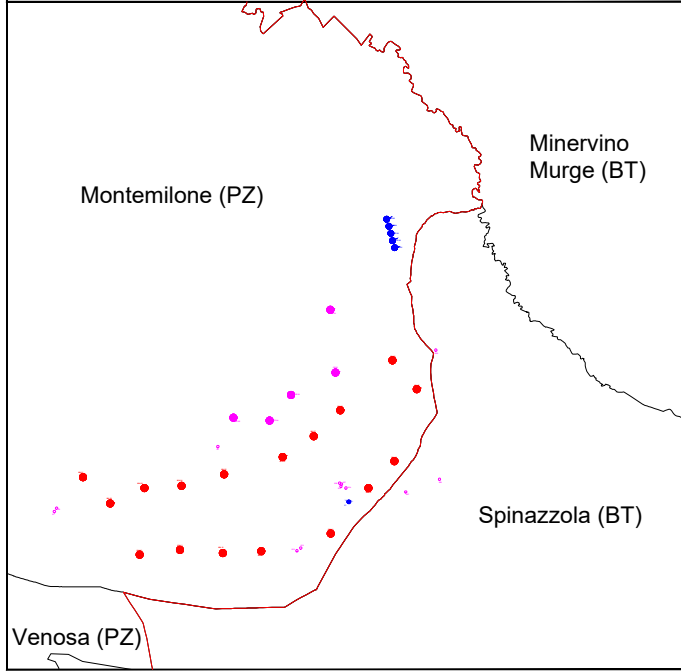 Minervino
Murge (BT)
Montemilone (PZ)
Spinazzola (BT)
Venosa (PZ)